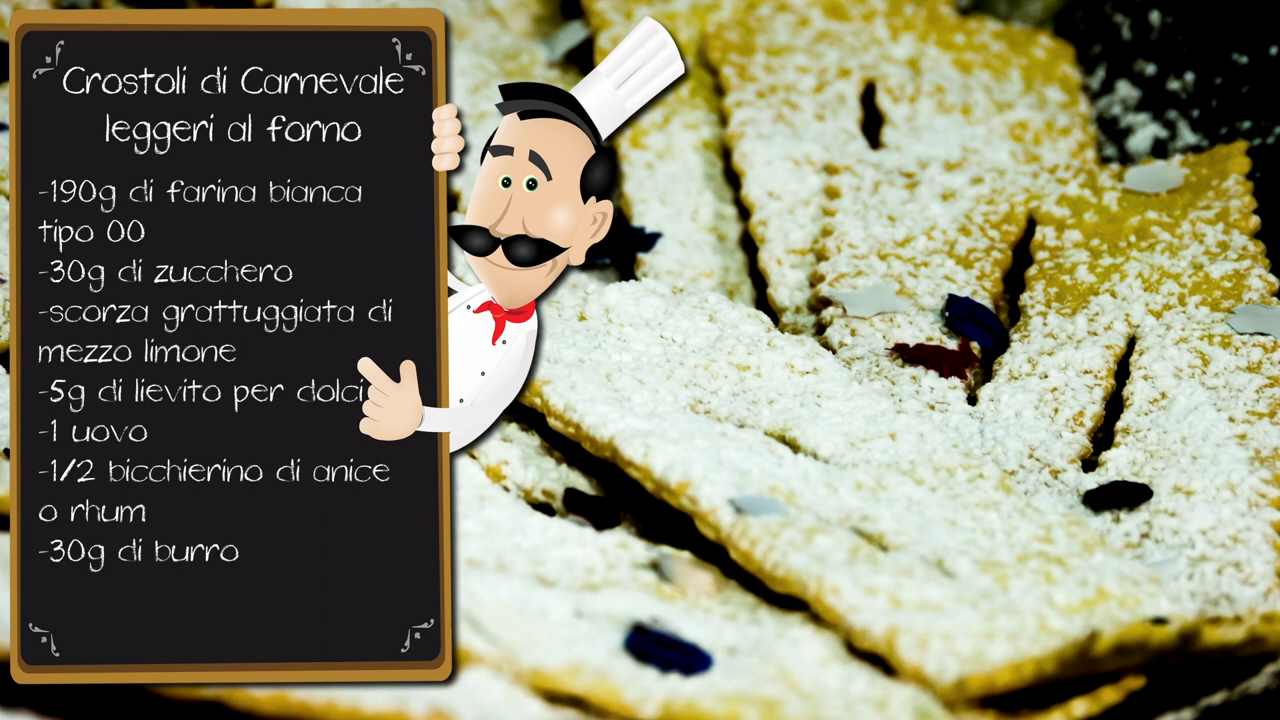 Crostoli di Carnevale
leggeri al forno
-190g di farina bianca
tipo 00
-30g di zucchero
-scorza grattuggiata di
mezzo limone
-5g di lievito per dolci
-1 uovo
-1/2 bicchierino di anice
o rhum
-30g di burro